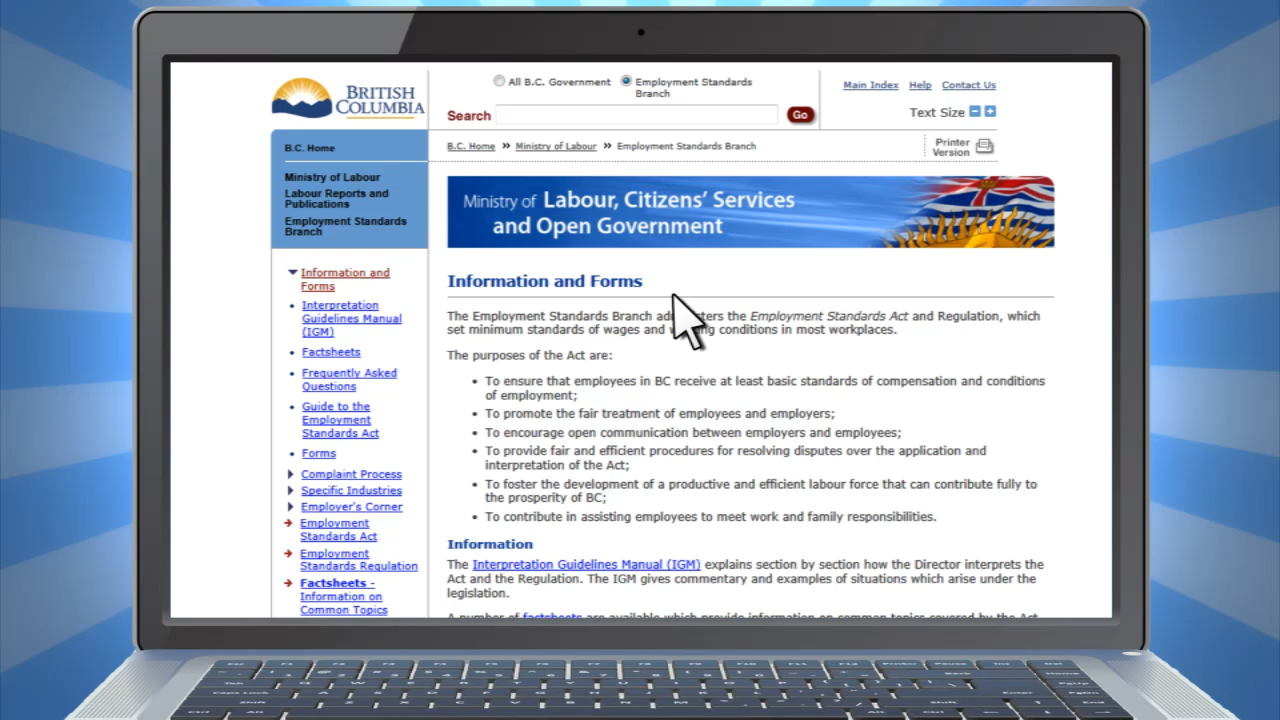 BRITISH
COLUMBIA
All B.C. Government
Employment Standards
Branch
Search
Go
Main Index Help Contact Us
Text Size
B.C. Home
Ministry of Labour
Labour Reports and
Publications
Employment Standards
Branch
B.C. Home » Ministry of Labour » Employment Standards Branch
Printer
Version
Ministry of Labour, Citizens' Services
and Open Government
Information and
Forms
Interpretation
Guidelines Manual
(IGM)
Factsheets
Frequently Asked
Questions
Guide to the
Employment
Standards Act
Forms
Complaint Process
Specific Industries
Employer's Corner
Employment
Standards Act
Employment
Standards Regulation
Factsheets -
Information on
Common Topics
Information and Forms
The Employment Standards Branch the Employment Standards Act and Regulation, which
set minimum standards of wages and conditions in most workplaces.
The purposes of the Act are:
• To ensure that employees in BC receive at least basic standards of compensation and conditions
of employment;
• To promote the fair treatment of employees and employers;
• To encourage open communication between employers and employees;
• To provide fair and efficient procedures for resolving disputes over the application and
interpretation of the Act;
• To foster the development of a productive and efficient labour force that can contribute fully to
the prosperity of BC;
• To contribute in assisting employees to meet work and family responsibilities.
Information
The Interpretation Guidelines Manual (IGM) explains section by section how the Director interprets the
Act and the Regulation. The IGM gives commentary and examples of situations which arise under the
legislation.
A number of factsheets are available which provide information on common topics covered by the Act